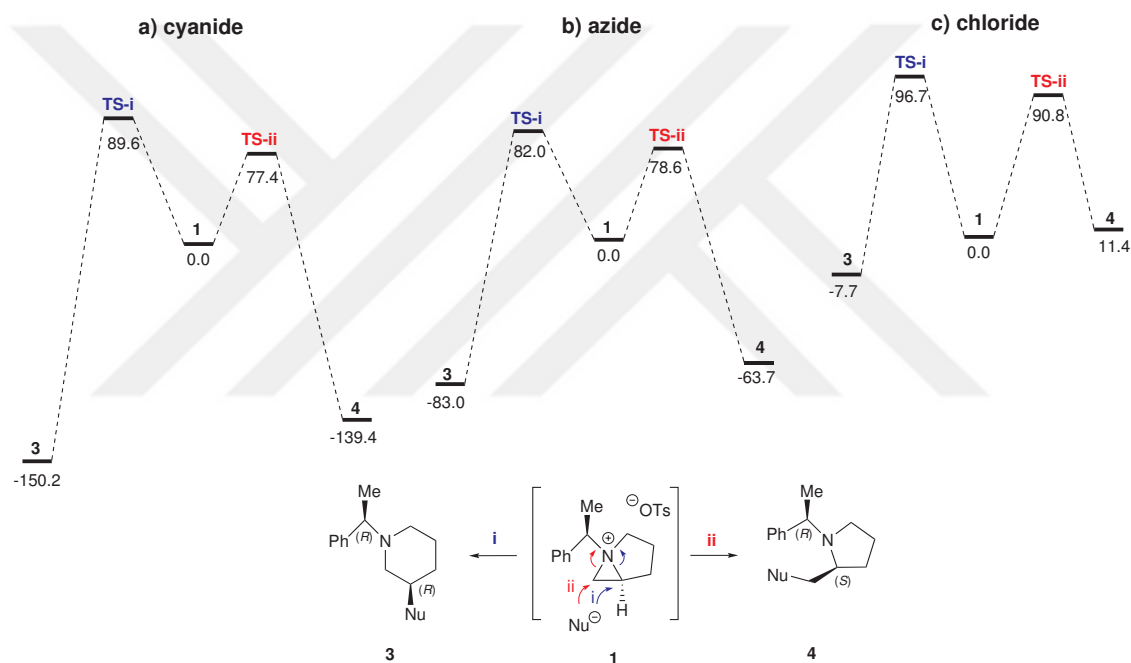 a) cyanide
TS-i
89.6
TS-ii
77.4
1
0.0
3
-150.2
4
-139.4
b) azide
TS-i
82.0
TS-ii
78.6
1
0.0
3
-83.0
4
-63.7
c) chloride
TS-i
96.7
TS-ii
90.8
1
0.0
3
-7.7
4
11.4
Me
Ph
(R)
N
(R)
Nu
3
i
Me
⊖OTs
⊕
N
Ph
ii
i
H
Nu⊖
1
ii
Me
Ph
(R)
N
Nu
(S)
4